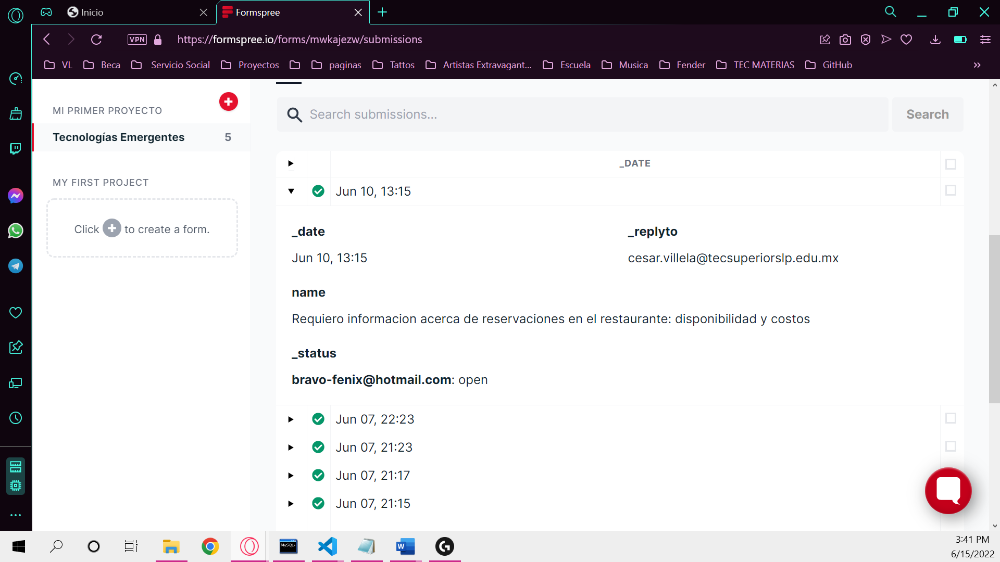 Inicio
Formspree
VPN
https://formspree.io/forms/mwkajezw/submissions
VL
Beca
Servicio Social
Proyectos
paginas
Tattos
Artistas Extravagant...
Escuela
Musica
Fender
TEC MATERIAS
GitHub
MI PRIMER PROYECTO
Tecnologías Emergentes 5
MY FIRST PROJECT
Click + to create a form.
Search submissions...
Search
_DATE
Jun 10, 13:15
_date
Jun 10, 13:15
_replyto
cesar.villela@tecsuperiorslp.edu.mx
name
Requiero informacion acerca de reservaciones en el restaurante: disponibilidad y costos
_status
bravo-fenix@hotmail.com: open
Jun 07, 22:23
Jun 07, 21:23
Jun 07, 21:17
Jun 07, 21:15
MySQL
W
3:41 PM
6/15/2022